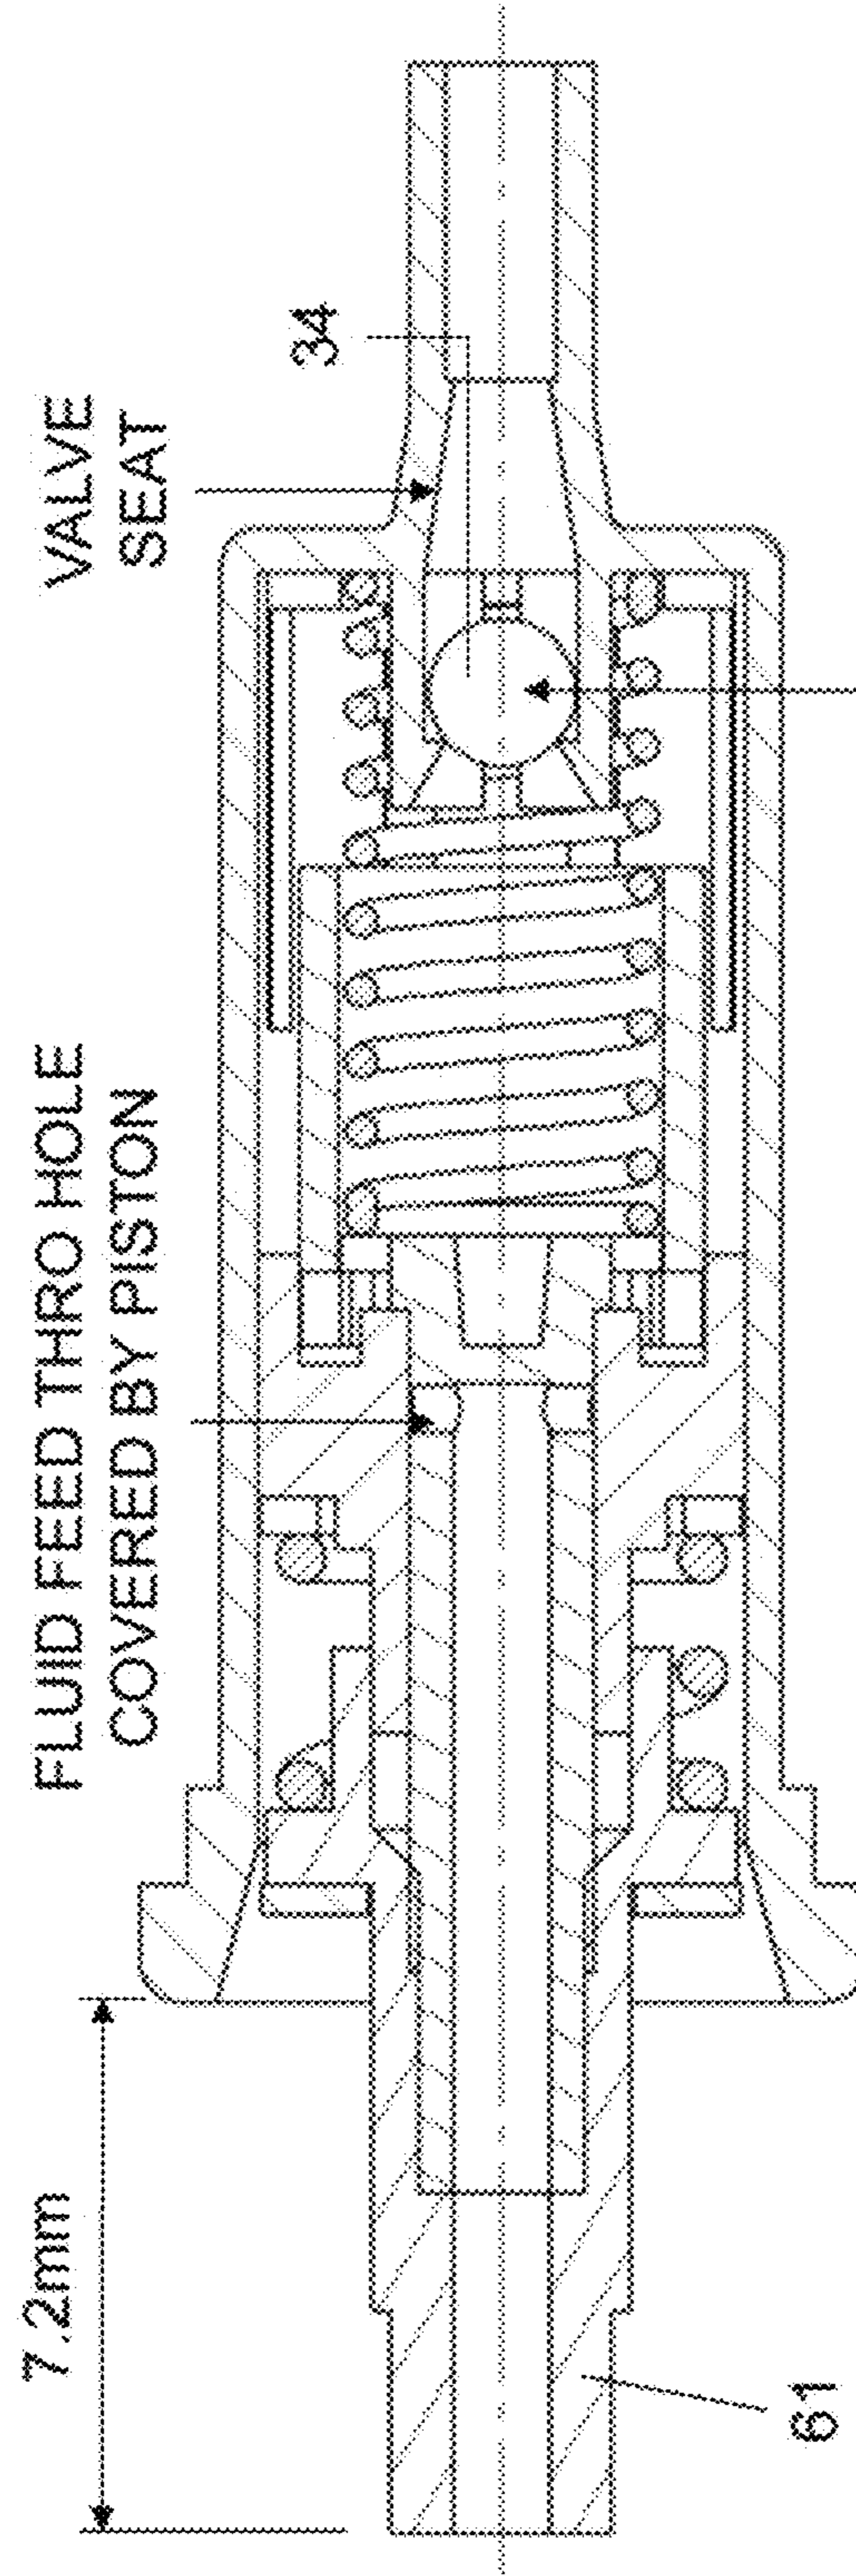 7.2mm
FLUID FEED THRO HOLE
COVERED BY PISTON
VALVE
SEAT
34
61